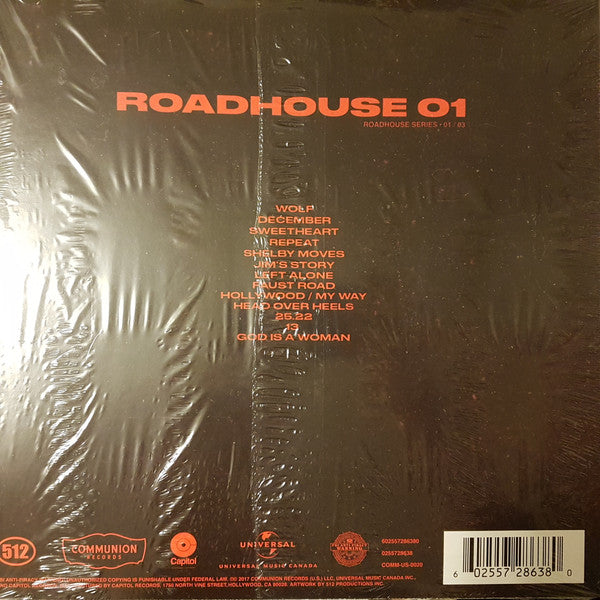 ROADHOUSE 01
ROADHOUSE SERIES • 01 / 03
WOLF
DECEMBER
SWEETHEART
REPEAT
SHELBY MOVES
JIM'S STORY
LEFT ALONE
FAUST ROAD
HOLLYWOOD / MY WAY
HEAD OVER HEELS
25.22
13
GOD IS A WOMAN
512
COMMUNION
RECORDS
Capitol
UNIVERSAL
UNIVERSAL MUSIC CANADA
WARNING
602557286380
0255728638
COMM-US-0020
6 02557 28638 0
COPYING IS PUNISHABLE UNDER FEDERAL LAW. ℗ © 2017 COMMUNION RECORDS (U.S.) LLC, UNIVERSAL MUSIC CANADA INC.,
BY CAPITOL RECORDS, 1750 NORTH VINE STREET, HOLLYWOOD, CA 90028. ARTWORK BY 512 PRODUCTIONS INC.